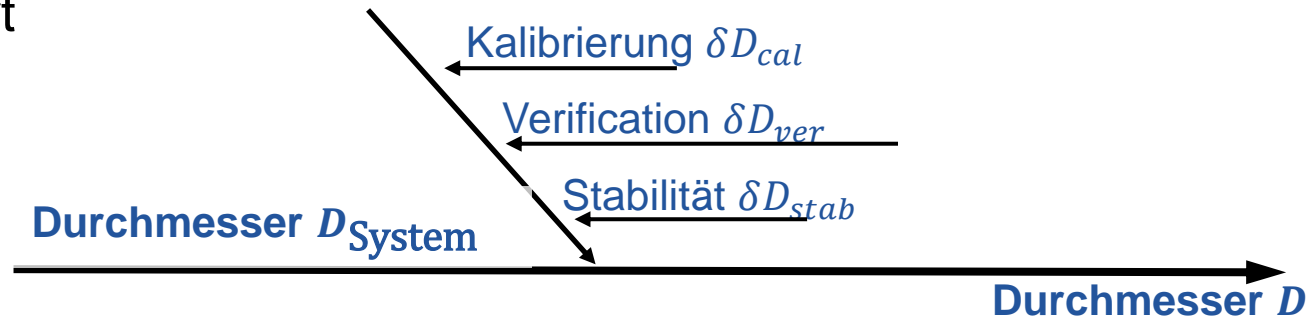 t
Kalibrierung δD_cal
Verification δD_ver
Stabilität δD_stab
Durchmesser D_System
Durchmesser D